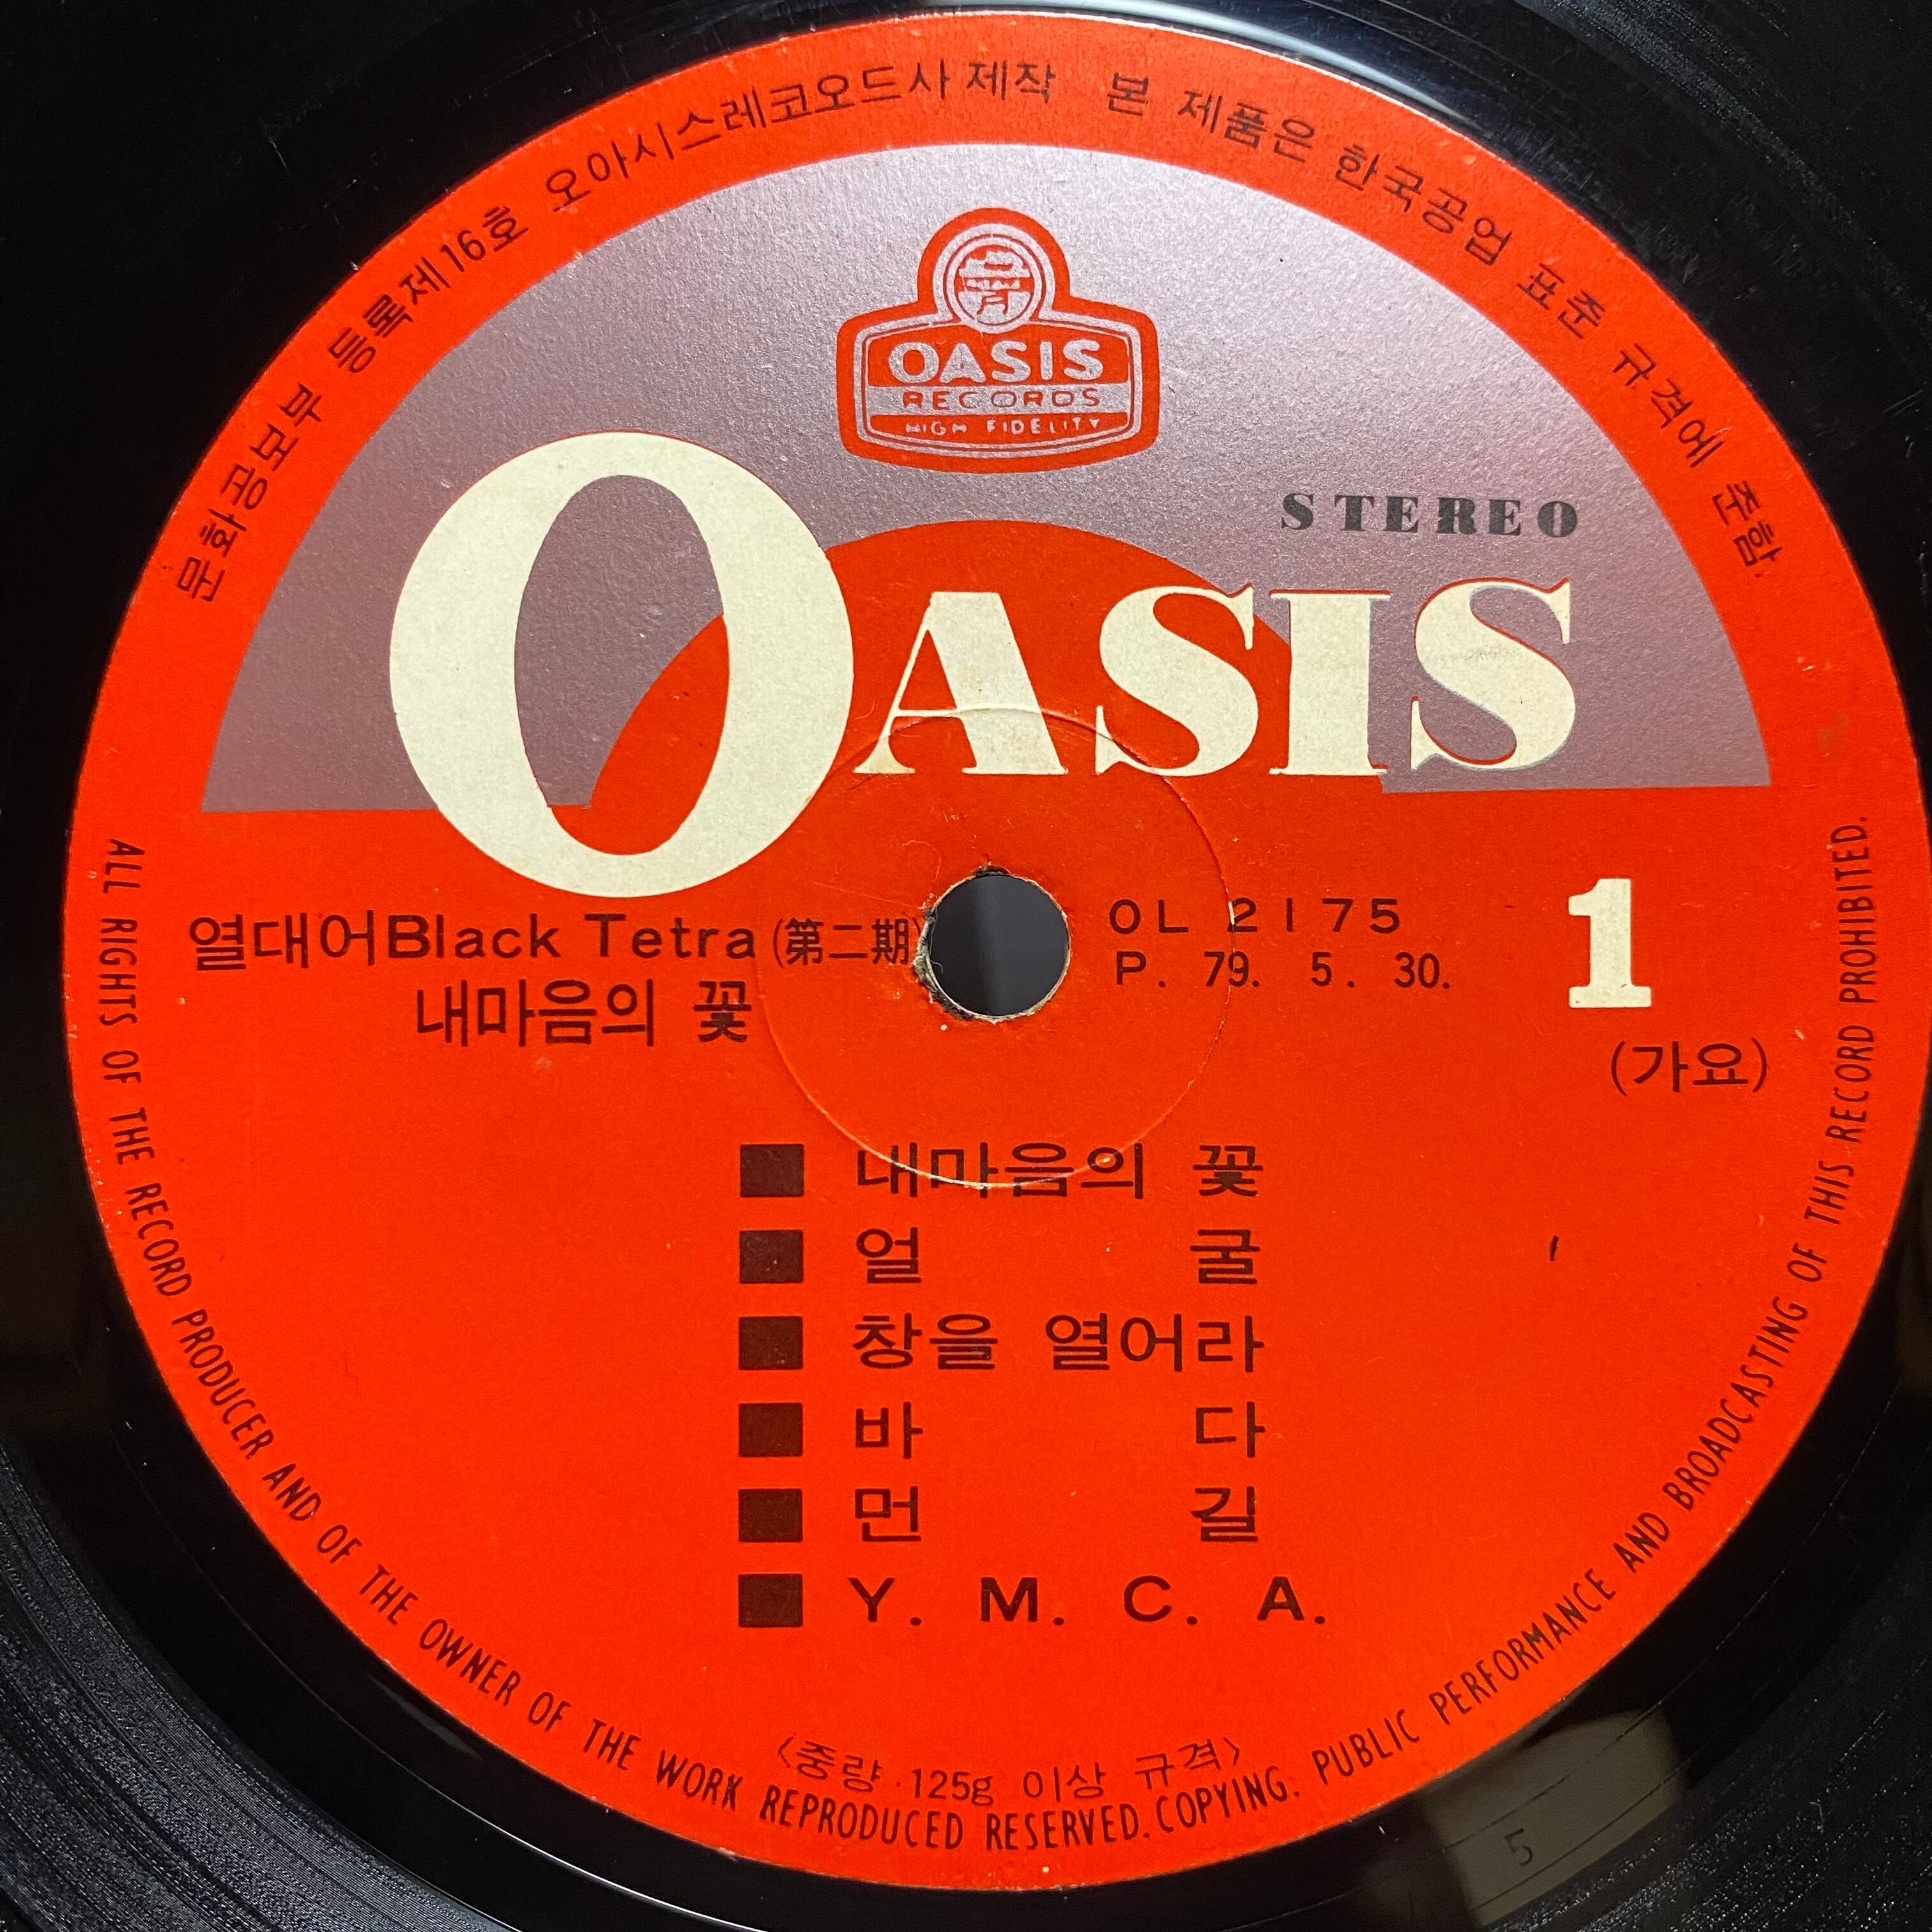 문화공보부 등록제16호 오아시스레코오드사 제작 본 제품은 한국공업 표준 규격에 준함.
OASIS
RECORDS
HIGH FIDELITY
STEREO
OASIS
열대어Black Tetra (第二期)
내마음의 꽃
OL 2175
P. 79. 5. 30.
1
(가요)
■ 내마음의 꽃
■ 얼 굴
■ 창을 열어라
■ 바 다
■ 먼 길
■ Y. M. C. A.
〈중량 125g 이상 규격〉
ALL RIGHTS OF THE RECORD PRODUCER AND OF THE OWNER OF THE WORK REPRODUCED RESERVED. COPYING. PUBLIC PERFORMANCE AND BROADCASTING OF THIS RECORD PROHIBITED.
5